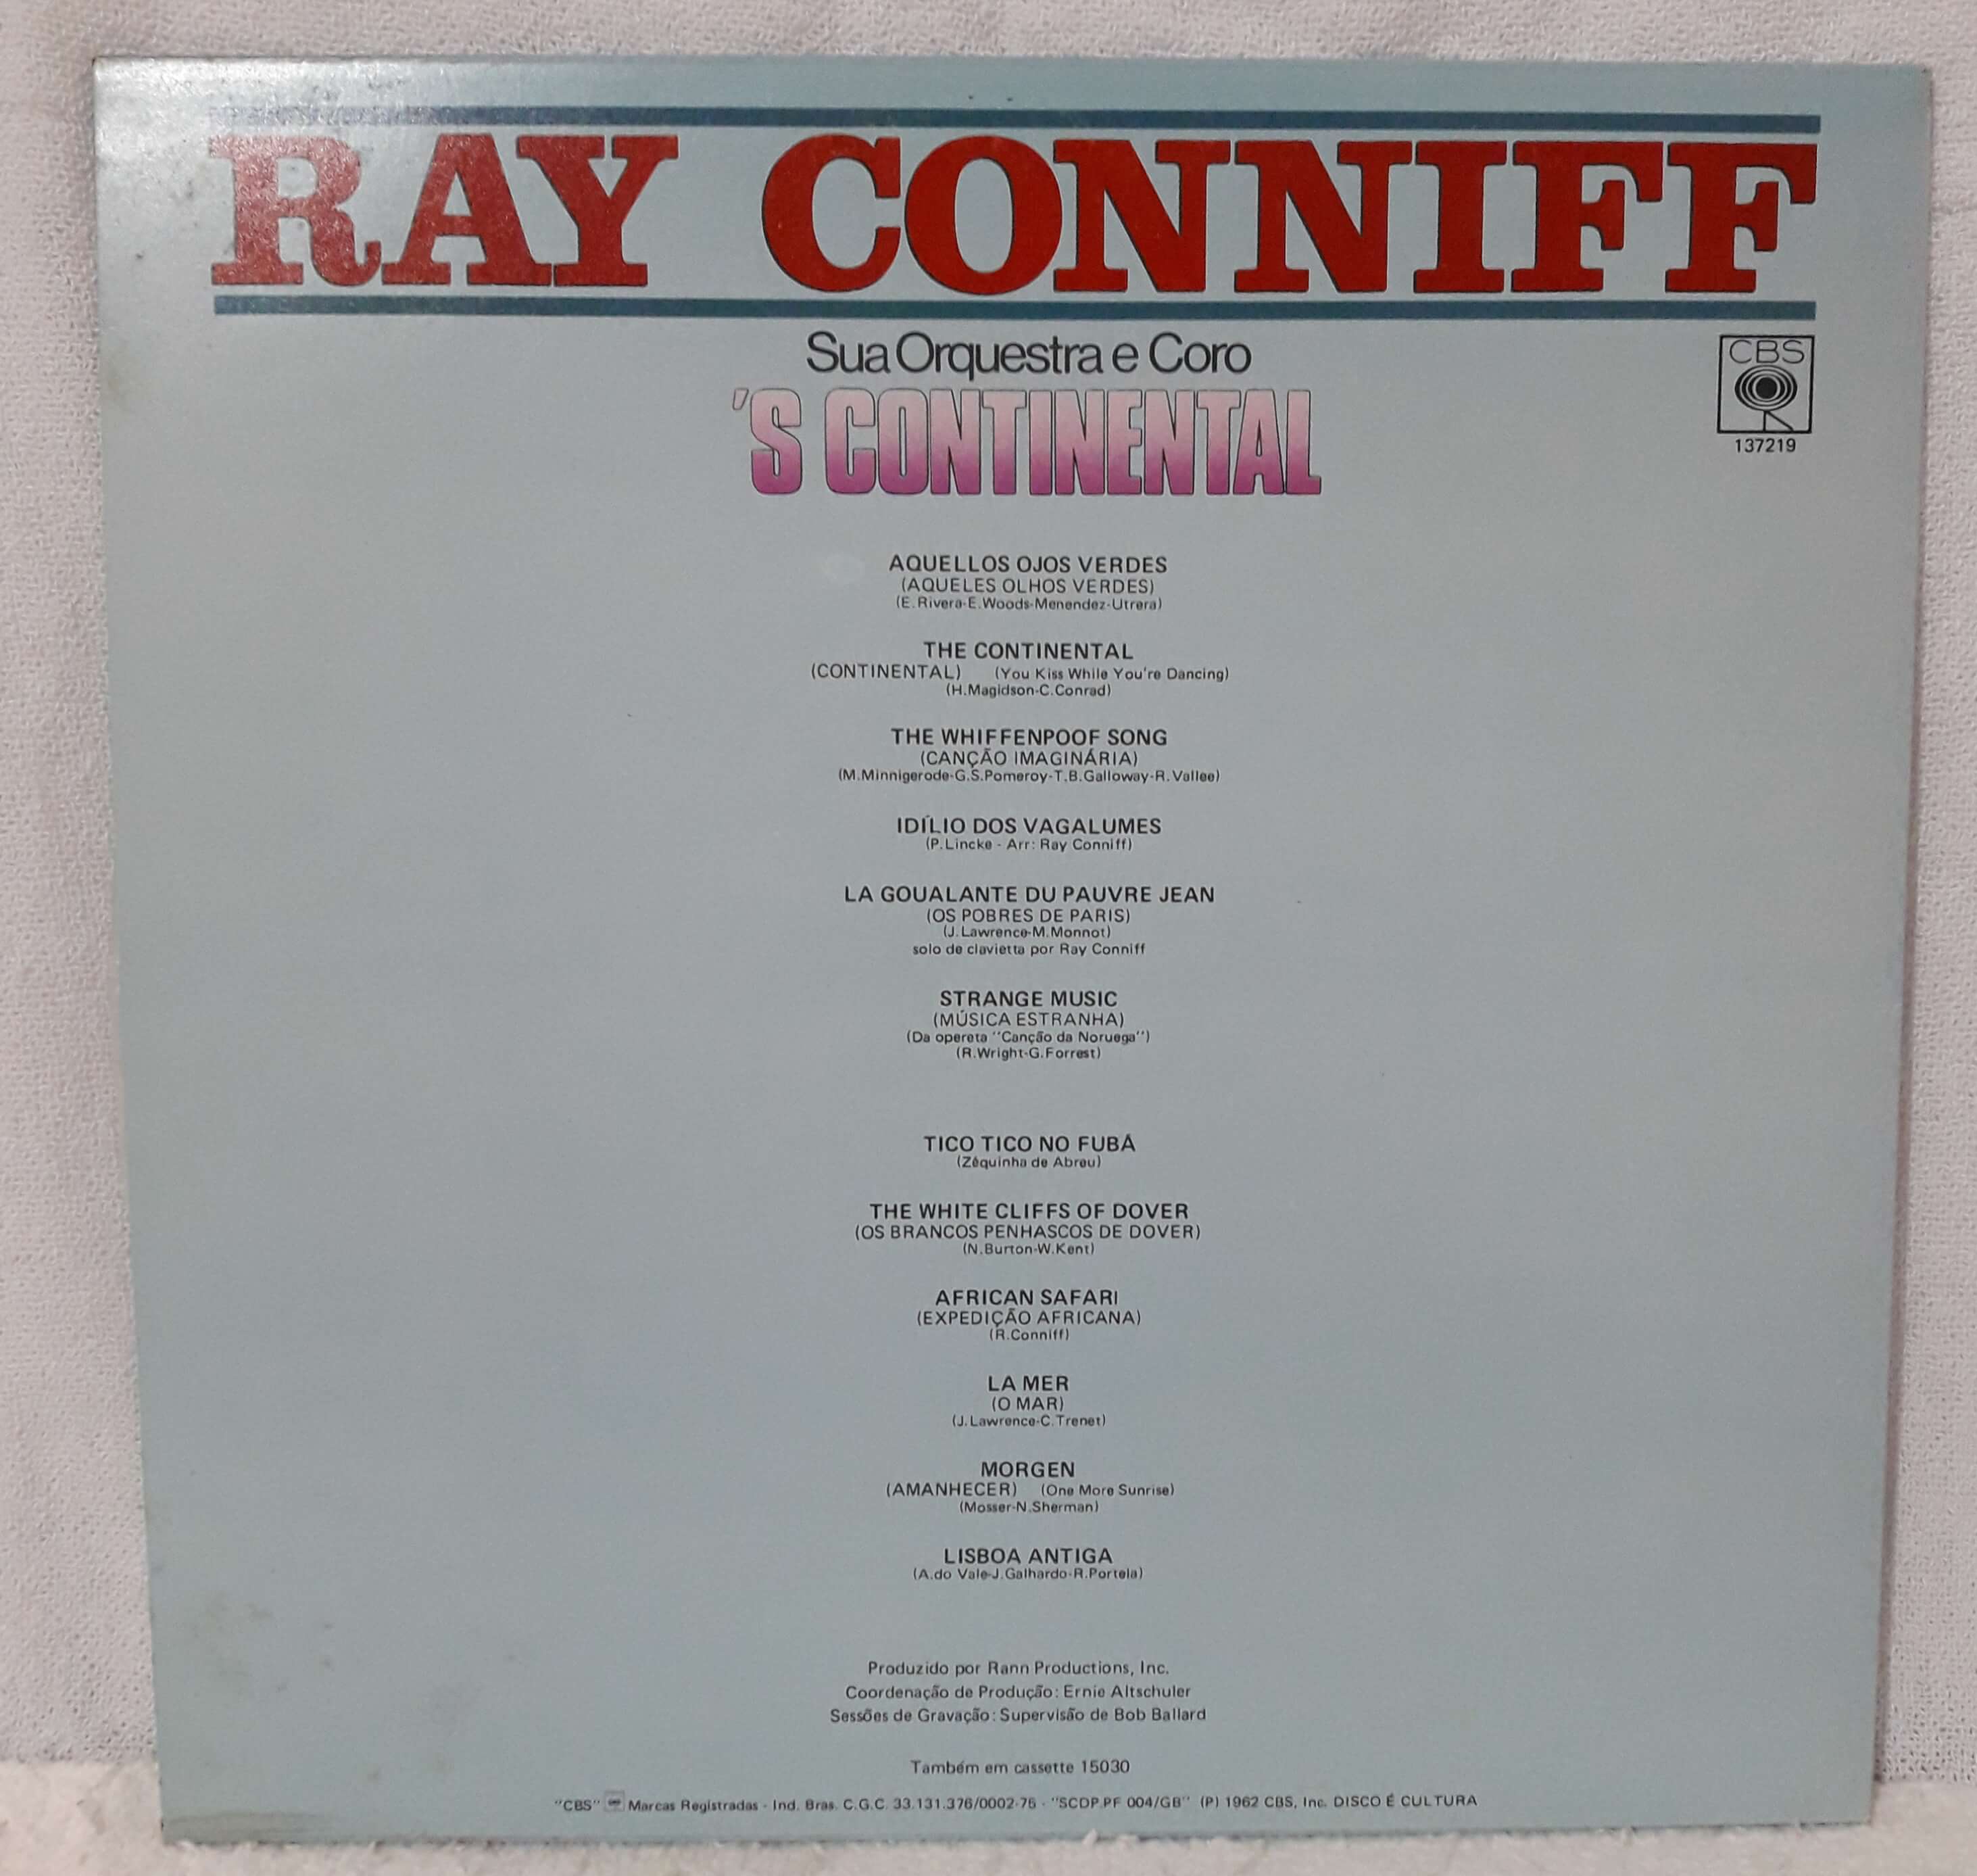 RAY CONNIFF
Sua Orquestra e Coro
'S CONTINENTAL
CBS
137219
AQUELLOS OJOS VERDES
(AQUELES OLHOS VERDES)
(E. Rivera-E. Woods-Menendez-Utrera)
THE CONTINENTAL
(CONTINENTAL) (You Kiss While You're Dancing)
(H.Magidson-C.Conrad)
THE WHIFFENPOOF SONG
(CANÇÃO IMAGINÁRIA)
(M.Minnigerode-G.S.Pomeroy-T.B.Galloway-R.Vallee)
IDÍLIO DOS VAGALUMES
(P.Lincke - Arr: Ray Conniff)
LA GOUALANTE DU PAUVRE JEAN
(OS POBRES DE PARIS)
(J.Lawrence-M.Monnot)
solo de clavietta por Ray Conniff
STRANGE MUSIC
(MÚSICA ESTRANHA)
(Da opereta "Canção da Noruega")
(R.Wright-G.Forrest)
TICO TICO NO FUBÁ
(Zéquinha de Abreu)
THE WHITE CLIFFS OF DOVER
(OS BRANCOS PENHASCOS DE DOVER)
(N.Burton-W.Kent)
AFRICAN SAFARI
(EXPEDIÇÃO AFRICANA)
(R.Conniff)
LA MER
(O MAR)
(J.Lawrence-C.Trenet)
MORGEN
(AMANHECER) (One More Sunrise)
(Mosser-N.Sherman)
LISBOA ANTIGA
(A.do Vale-J.Galhardo-R.Portela)
Produzido por Rann Productions, Inc.
Coordenação de Produção: Ernie Altschuler
Sessões de Gravação: Supervisão de Bob Ballard
Também em cassette 15030
"CBS" Marcas Registradas - Ind. Bras. C.G.C. 33.131.376/0002-76 - "SCDP.PF 004/GB" (P) 1962 CBS, Inc. DISCO É CULTURA